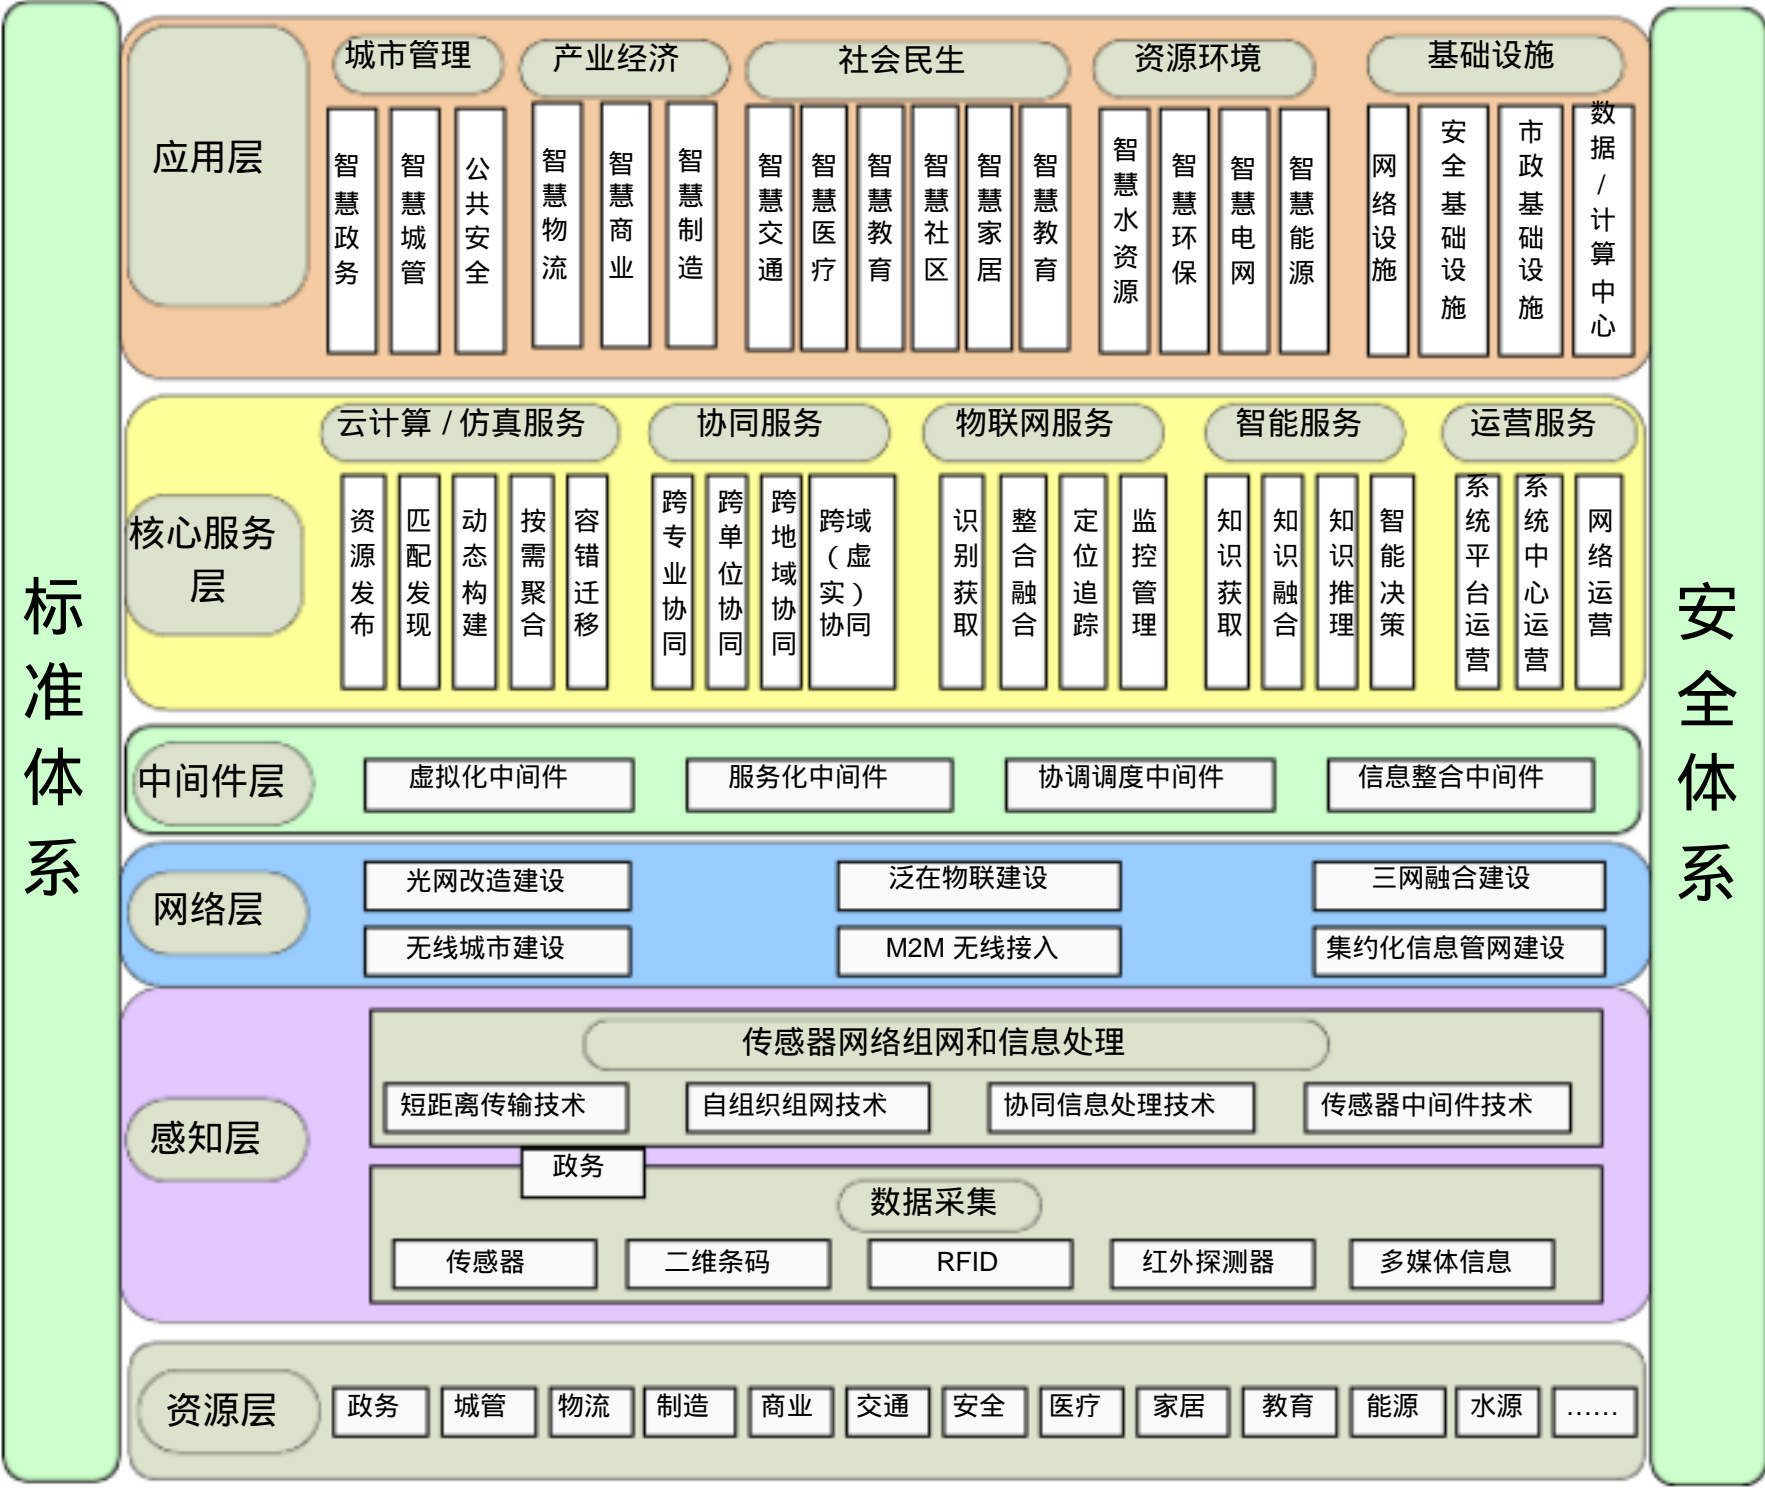 标准体系
安全体系
应用层
城市管理
智慧政务
智慧城管
公共安全
产业经济
智慧物流
智慧商业
智慧制造
社会民生
智慧交通
智慧医疗
智慧教育
智慧社区
智慧家居
智慧教育
资源环境
智慧水资源
智慧环保
智慧电网
智慧能源
基础设施
网络设施
安全基础设施
市政基础设施
数据/计算中心
核心服务
层
云计算 / 仿真服务
资源发布
匹配发现
动态构建
按需聚合
容错迁移
协同服务
跨专业协同
跨单位协同
跨地域协同
跨域
（虚
实）
协同
物联网服务
识别获取
整合融合
定位追踪
监控管理
智能服务
知识获取
知识融合
知识推理
智能决策
运营服务
系统平台运营
系统中心运营
网络运营
中间件层
虚拟化中间件
服务化中间件
协调调度中间件
信息整合中间件
网络层
光网改造建设
泛在物联建设
三网融合建设
无线城市建设
M2M 无线接入
集约化信息管网建设
感知层
传感器网络组网和信息处理
短距离传输技术
自组织组网技术
协同信息处理技术
传感器中间件技术
政务
数据采集
传感器
二维条码
RFID
红外探测器
多媒体信息
资源层
政务
城管
物流
制造
商业
交通
安全
医疗
家居
教育
能源
水源
……